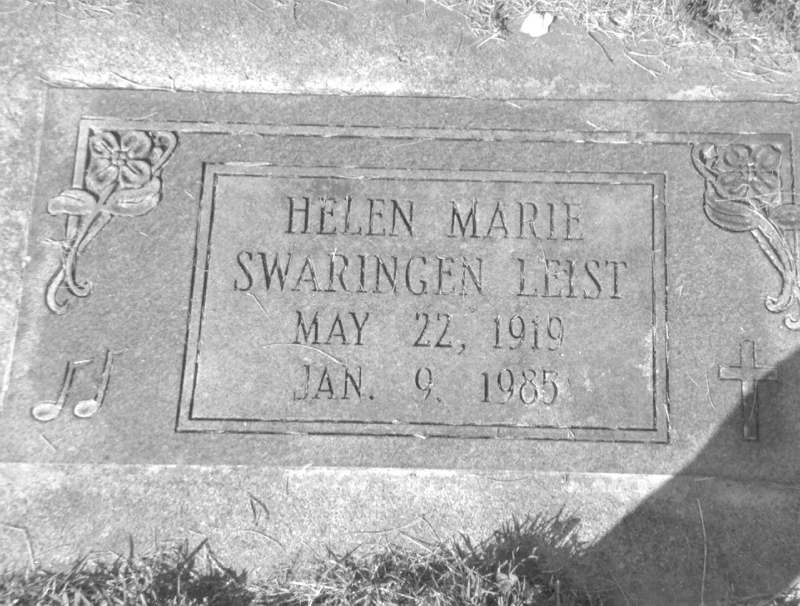 HELEN MARIE
SWARINGEN LEIST
MAY 22, 1919
JAN. 9, 1985